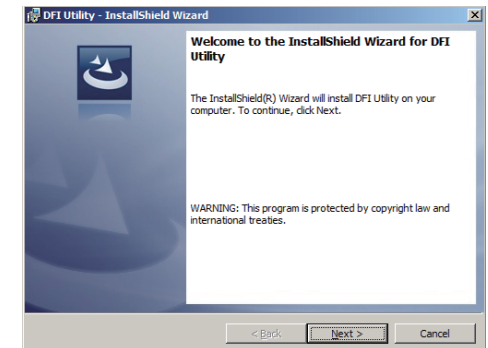 DFI Utility - InstallShield Wizard
Welcome to the InstallShield Wizard for DFI
Utility
The InstallShield(R) Wizard will install DFI Utility on your
computer. To continue, click Next.
WARNING: This program is protected by copyright law and
international treaties.
< Back
Next >
Cancel